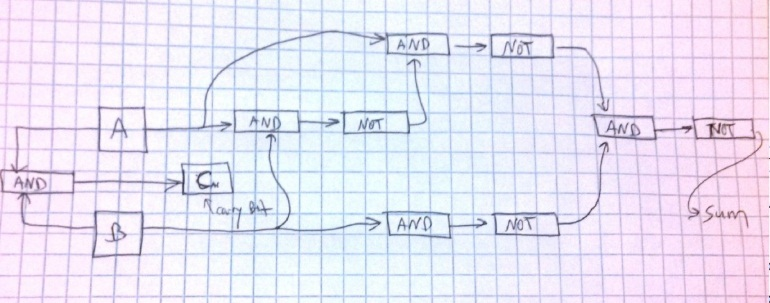 AND NOT
A AND NOT AND NOT
AND C
carry bit
B AND NOT Sum